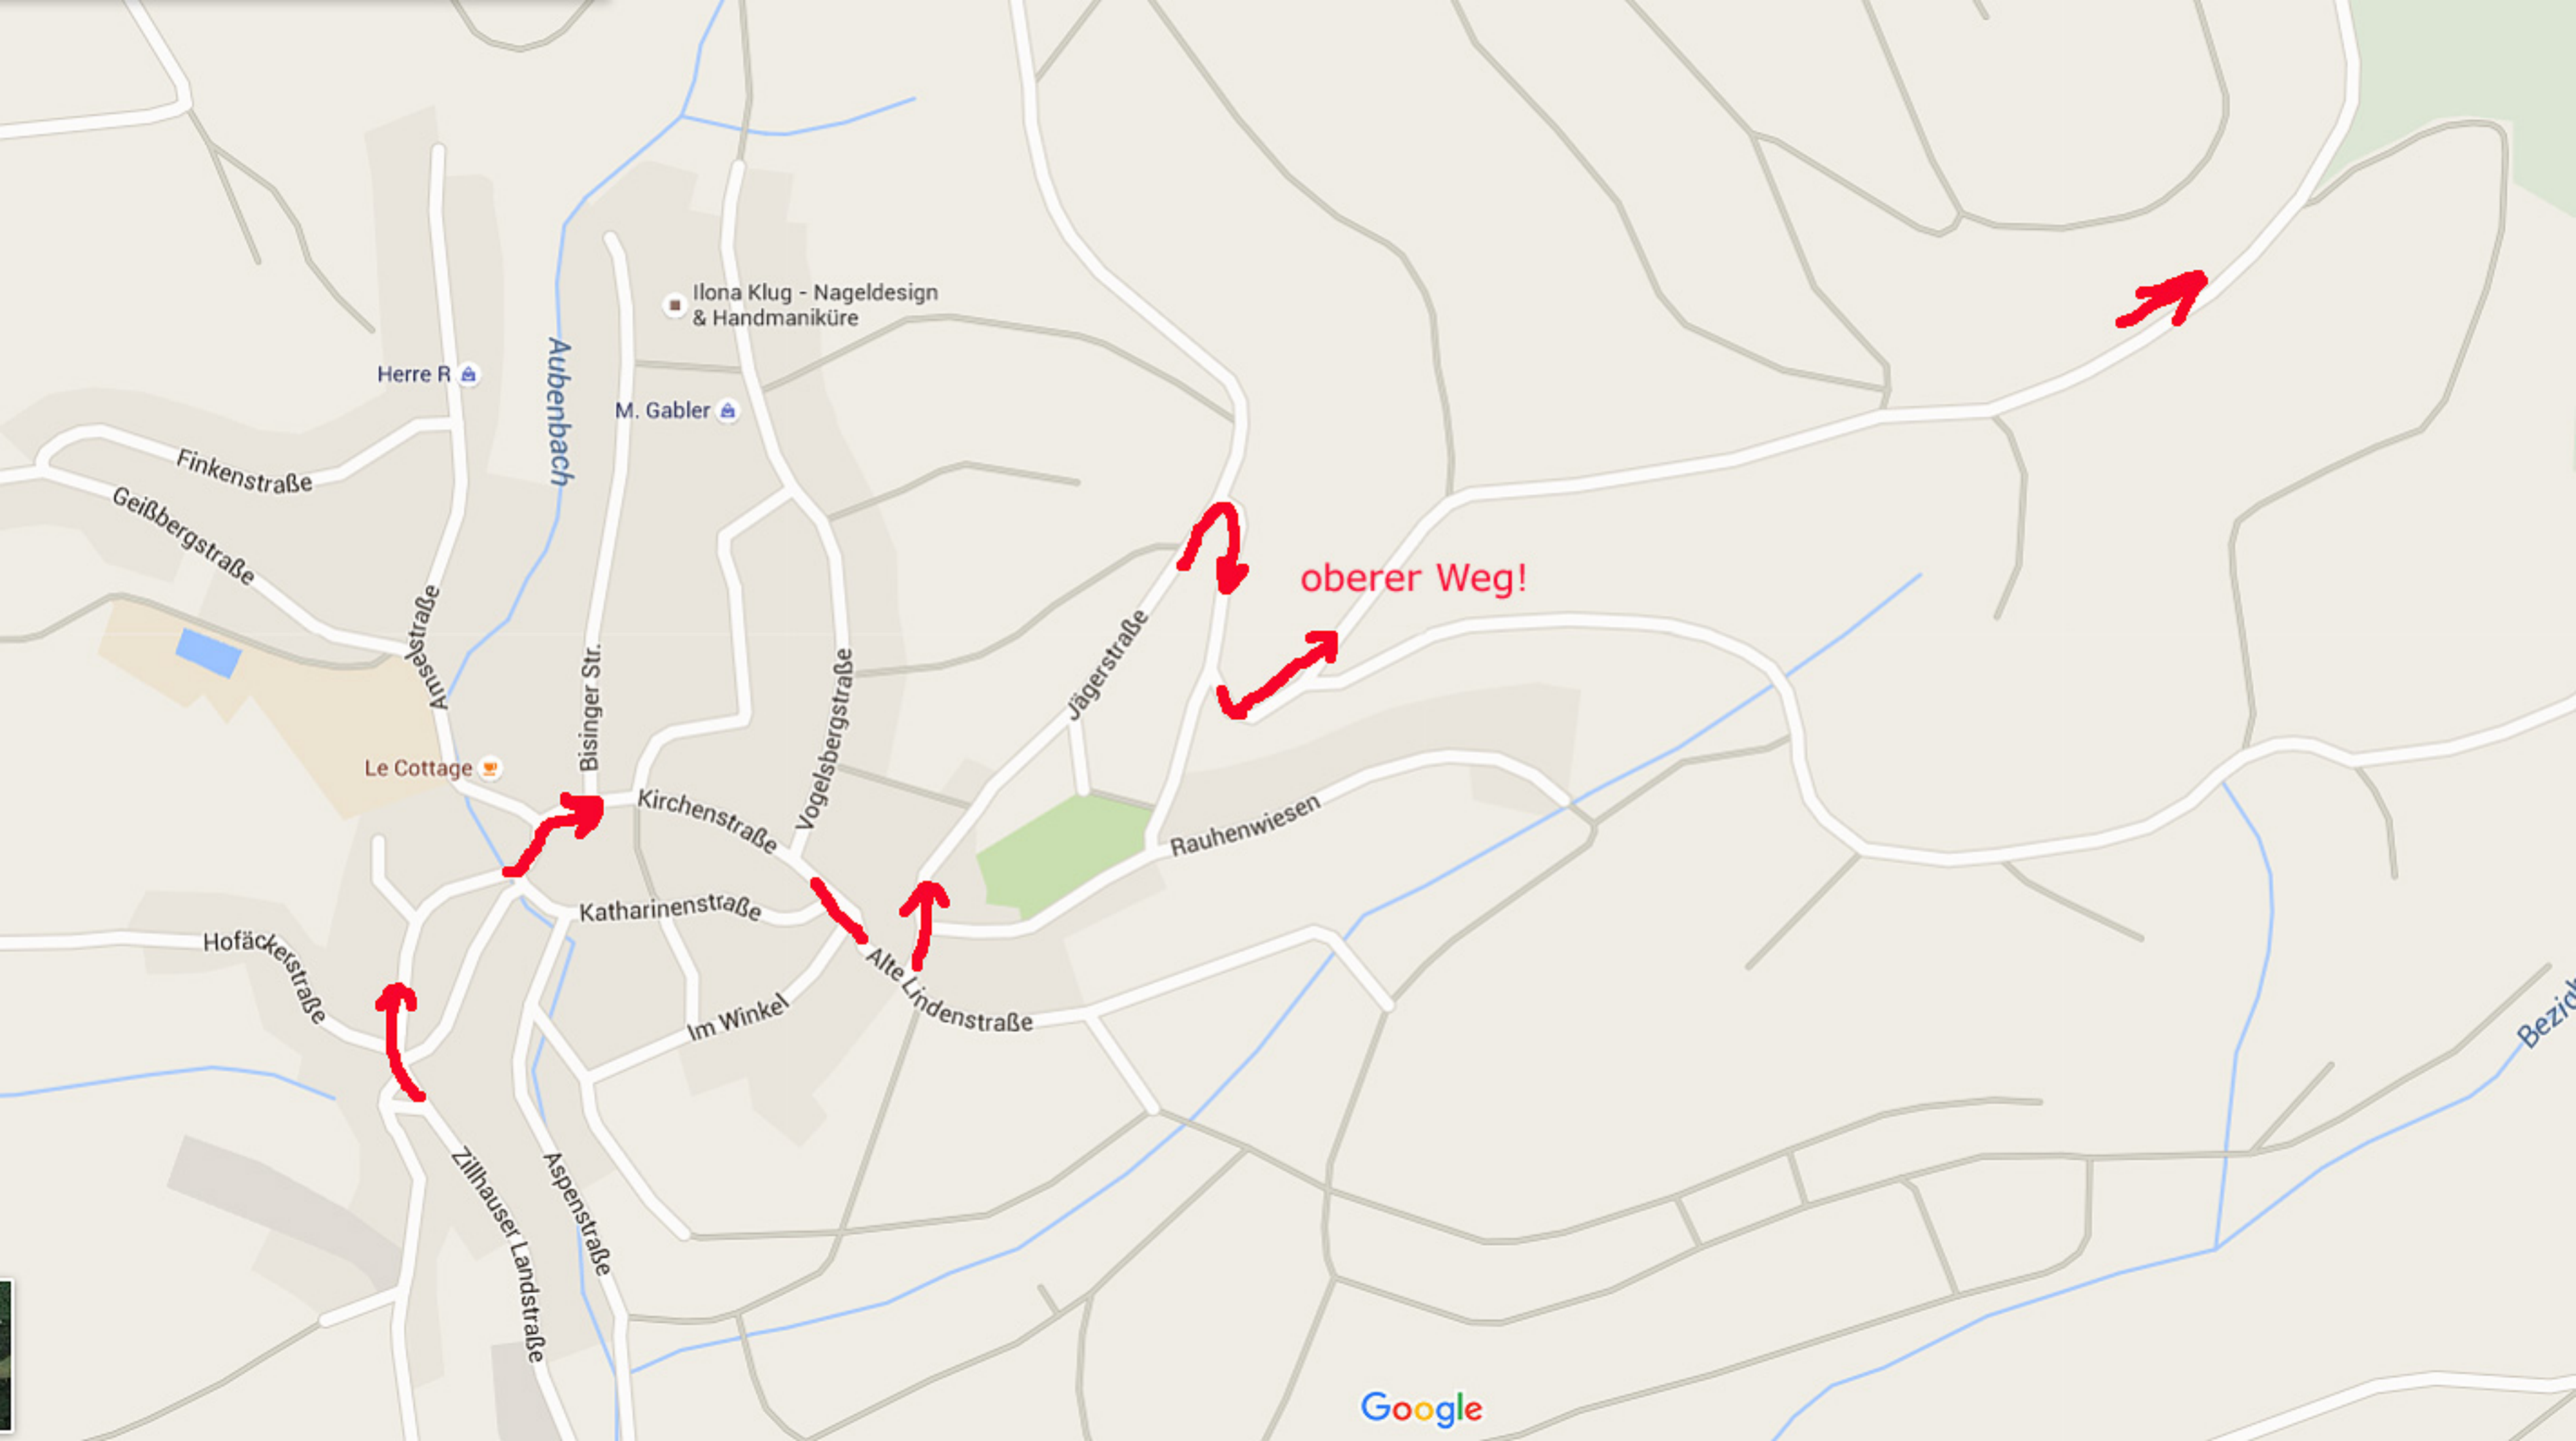 Ilona Klug - Nageldesign
& Handmaniküre
Aubenbach
Herre R
M. Gabler
Finkenstraße
Geißbergstraße
oberer Weg!
Amselstraße
Bisinger Str.
Jägerstraße
Vogelsbergstraße
Le Cottage
Kirchenstraße
Rauhenwiesen
Katharinenstraße
Hofäckerstraße
Alte Lindenstraße
Im Winkel
Zillhauser Landstraße
Aspenstraße
Google